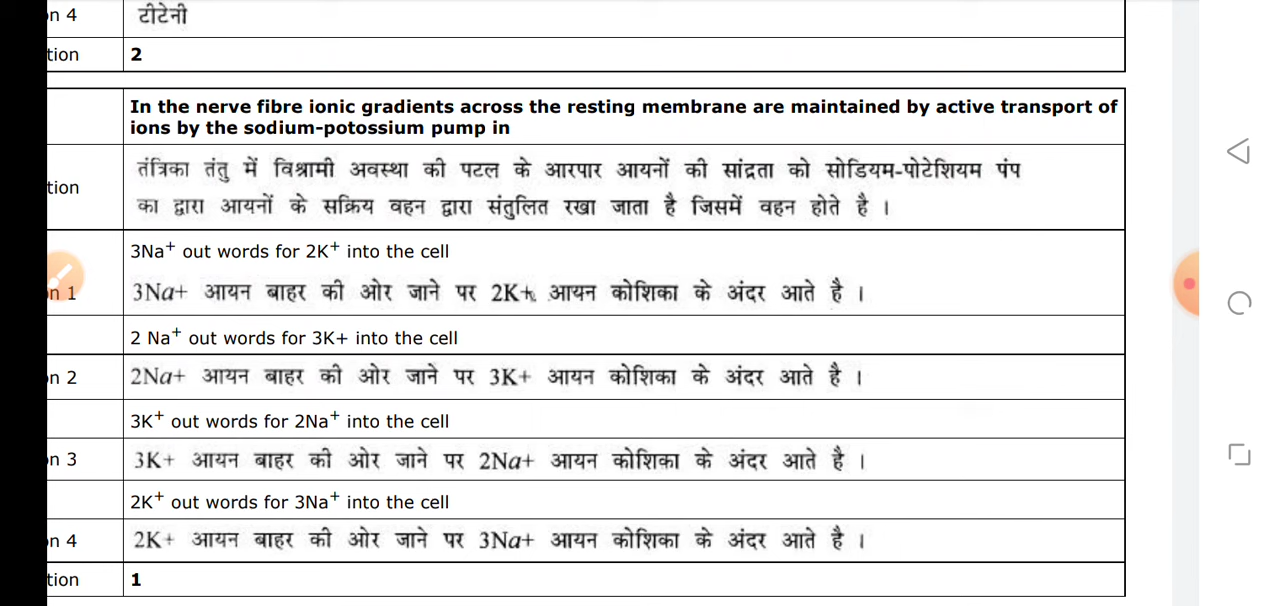 n 4 टीटेनी
tion 2
In the nerve fibre ionic gradients across the resting membrane are maintained by active transport of
ions by the sodium-potossium pump in
tion
तंत्रिका तंतु में विश्रामी अवस्था की पटल के आरपार आयनों की सांद्रता को सोडियम-पोटेशियम पंप
का द्वारा आयनों के सक्रिय वहन द्वारा संतुलित रखा जाता है जिसमें वहन होते है ।
3Na⁺ out words for 2K⁺ into the cell
n 1 3Na+ आयन बाहर की ओर जाने पर 2K+ आयन कोशिका के अंदर आते है ।
2 Na⁺ out words for 3K+ into the cell
n 2 2Na+ आयन बाहर की ओर जाने पर 3K+ आयन कोशिका के अंदर आते है ।
3K⁺ out words for 2Na⁺ into the cell
n 3 3K+ आयन बाहर की ओर जाने पर 2Na+ आयन कोशिका के अंदर आते है ।
2K⁺ out words for 3Na⁺ into the cell
n 4 2K+ आयन बाहर की ओर जाने पर 3Na+ आयन कोशिका के अंदर आते है ।
tion 1